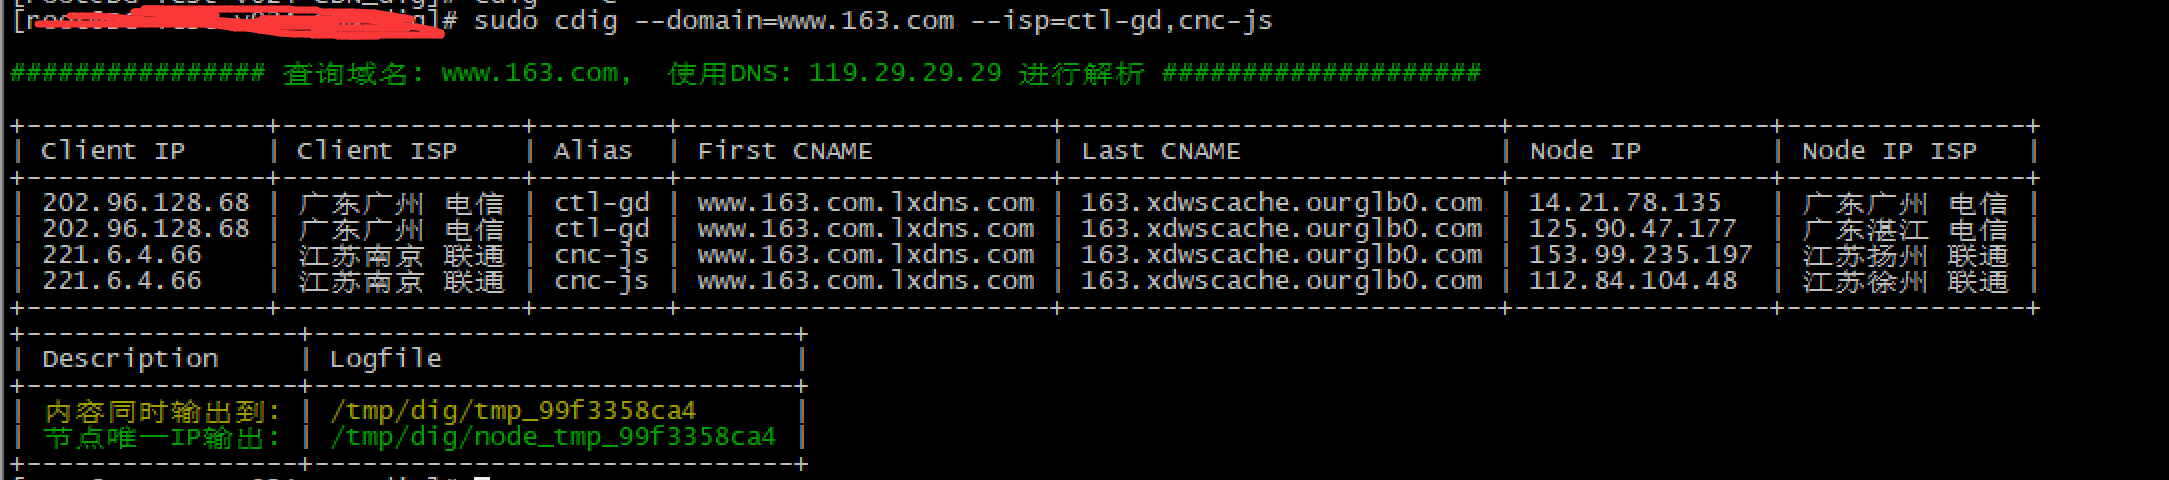 sudo cdig --domain=www.163.com --isp=ctl-gd,cnc-js
################ 查询域名: www.163.com, 使用DNS: 119.29.29.29 进行解析 ####################
+---------------+---------------+--------+-----------------------+---------------------------+----------------+---------------+
| Client IP | Client ISP | Alias | First CNAME | Last CNAME | Node IP | Node IP ISP |
+---------------+---------------+--------+-----------------------+---------------------------+----------------+---------------+
| 202.96.128.68 | 广东广州 电信 | ctl-gd | www.163.com.lxdns.com | 163.xdwscache.ourglb0.com | 14.21.78.135 | 广东广州 电信 |
| 202.96.128.68 | 广东广州 电信 | ctl-gd | www.163.com.lxdns.com | 163.xdwscache.ourglb0.com | 125.90.47.177 | 广东湛江 电信 |
| 221.6.4.66 | 江苏南京 联通 | cnc-js | www.163.com.lxdns.com | 163.xdwscache.ourglb0.com | 153.99.235.197 | 江苏扬州 联通 |
| 221.6.4.66 | 江苏南京 联通 | cnc-js | www.163.com.lxdns.com | 163.xdwscache.ourglb0.com | 112.84.104.48 | 江苏徐州 联通 |
+---------------+---------------+--------+-----------------------+---------------------------+----------------+---------------+
+-----------------+------------------------------+
| Description | Logfile |
+-----------------+------------------------------+
| 内容同时输出到: | /tmp/dig/tmp_99f3358ca4 |
| 节点唯一IP输出: | /tmp/dig/node_tmp_99f3358ca4 |
+-----------------+------------------------------+